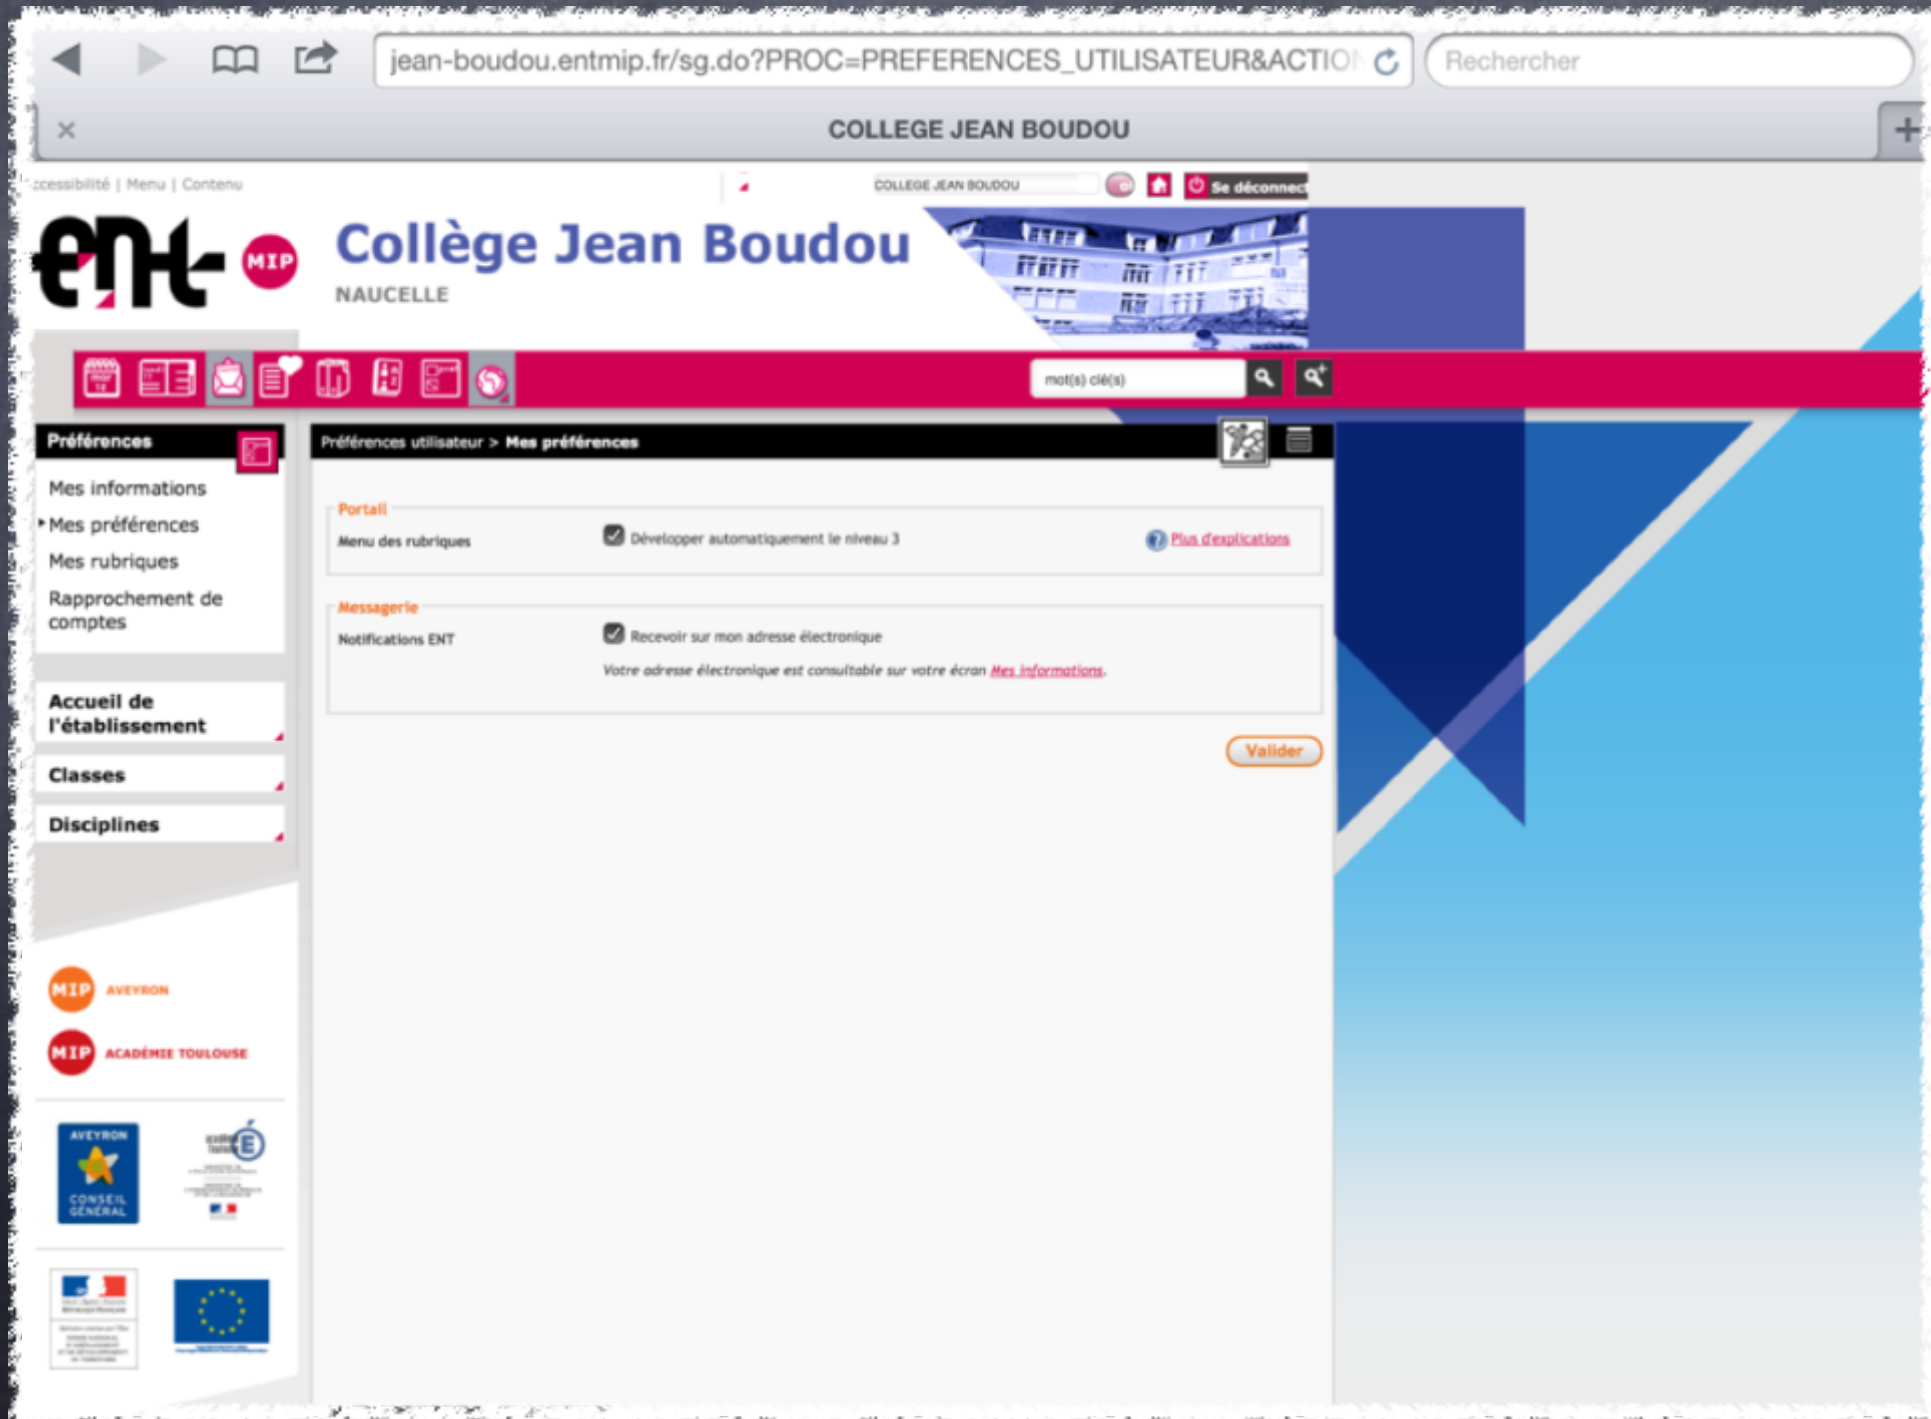 jean-boudou.entmip.fr/sg.do?PROC=PREFERENCES_UTILISATEUR&ACTION
Rechercher
COLLEGE JEAN BOUDOU
ccessibilité | Menu | Contenu
COLLEGE JEAN BOUDOU
Se déconnect
ent MIP
Collège Jean Boudou
NAUCELLE
mot(s) clé(s)
Préférences
Mes informations
Mes préférences
Mes rubriques
Rapprochement de
comptes
Accueil de
l'établissement
Classes
Disciplines
Préférences utilisateur > Mes préférences
Portail
Menu des rubriques
Développer automatiquement le niveau 3
Plus d'explications
Messagerie
Notifications ENT
Recevoir sur mon adresse électronique
Votre adresse électronique est consultable sur votre écran Mes informations.
Valider
MIP AVEYRON
MIP ACADÉMIE TOULOUSE
AVEYRON
CONSEIL
GÉNÉRAL